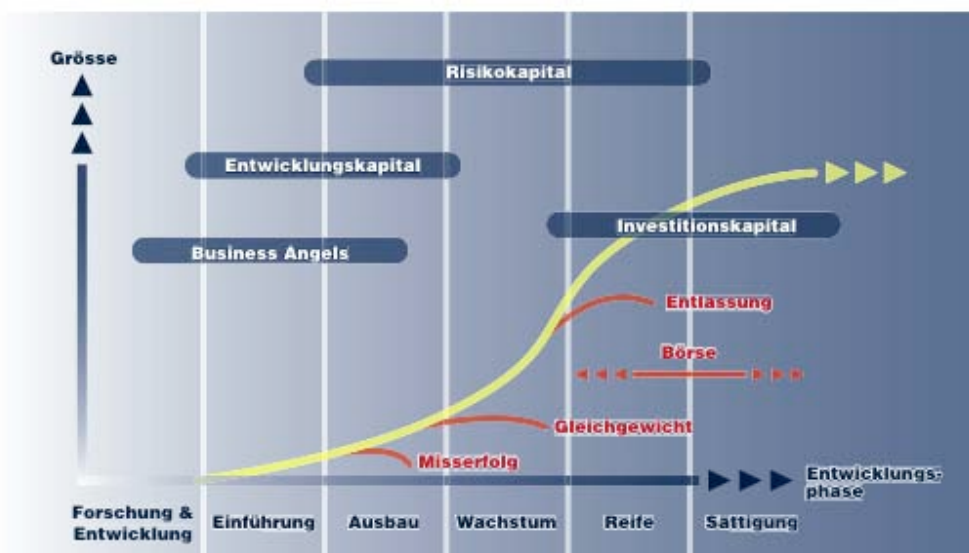 Grösse
Risikokapital
Entwicklungskapital
Investitionskapital
Business Angels
Entlassung
Börse
Gleichgewicht
Misserfolg
Entwicklungs-
phase
Forschung &
Entwicklung
Einführung
Ausbau
Wachstum
Reife
Sättigung